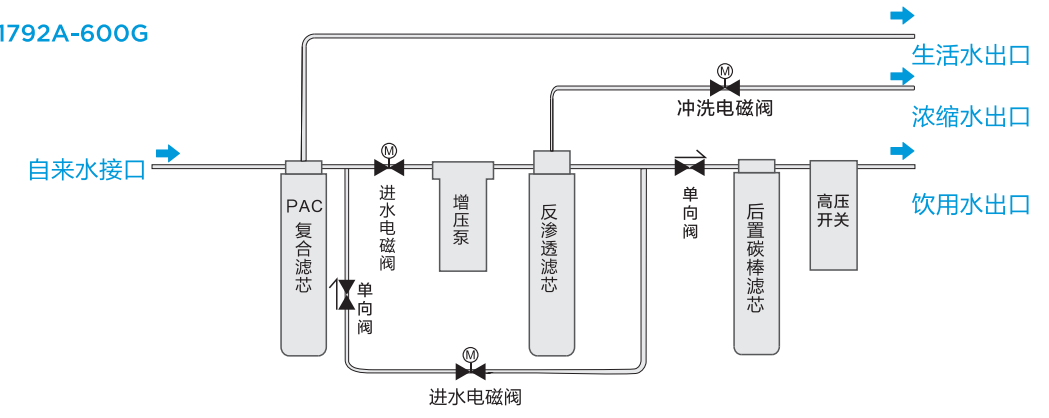 1792A-600G
生活水出口
M
冲洗电磁阀
浓缩水出口
自来水接口
M
进水电磁阀
单向阀
饮用水出口
PAC
复合滤芯
增压泵
反渗透滤芯
后置碳棒滤芯
高压
开关
单向阀
M
进水电磁阀